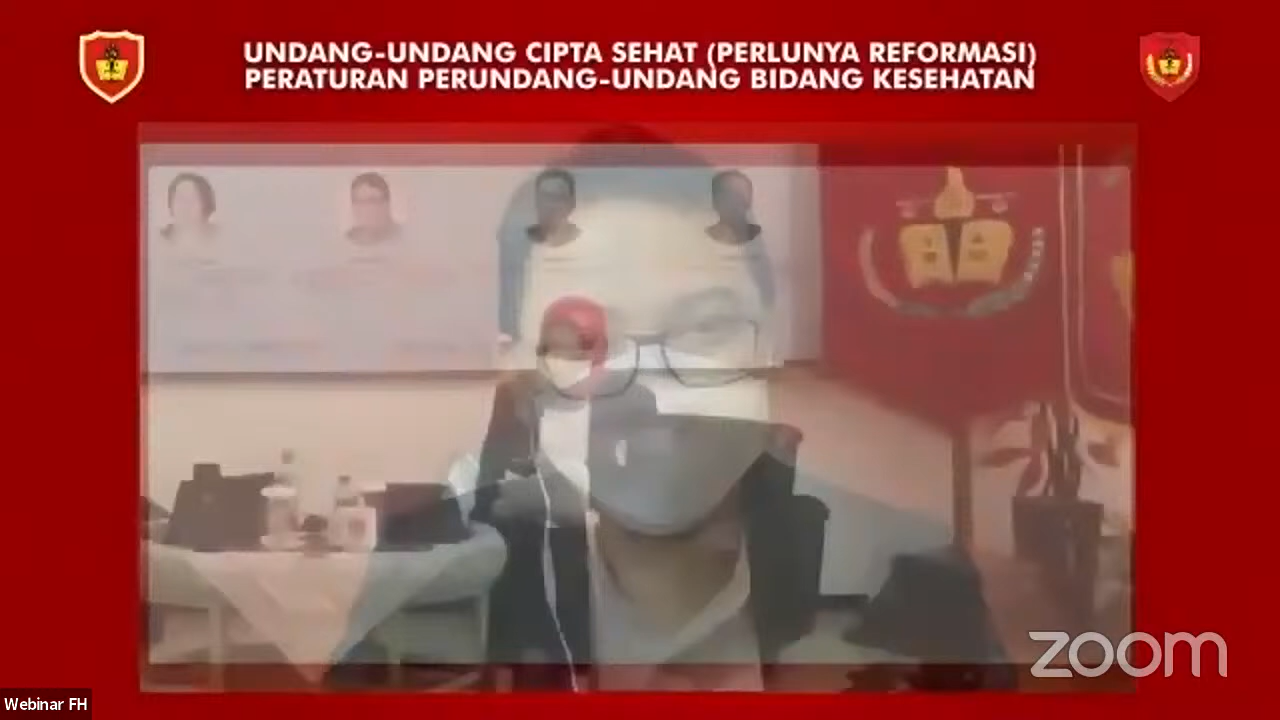 UNDANG-UNDANG CIPTA SEHAT (PERLUNYA REFORMASI)
PERATURAN PERUNDANG-UNDANG BIDANG KESEHATAN
zoom
Webinar FH